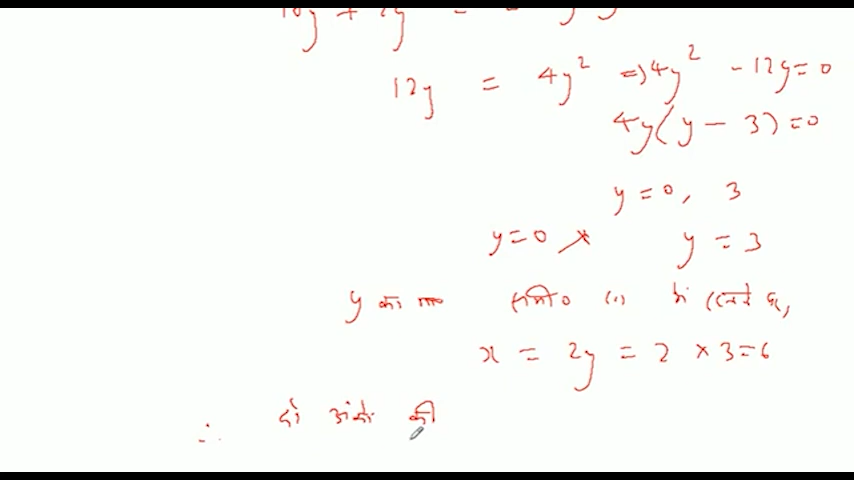 12y = 4y² ⇒ 4y² - 12y = 0
4y(y - 3) = 0
y = 0, 3
y = 0 × y = 3
y का मान समी० (1) में रखने पर,
x = 2y = 2 × 3 = 6
∴ दो अंको की